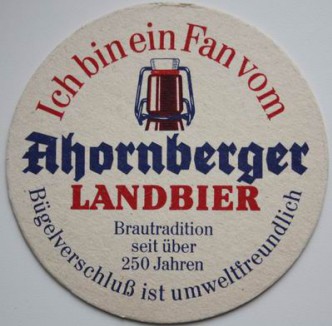 Ich bin ein Fan vom
Ahornberger
LANDBIER
Brautradition
seit über
250 Jahren
Bügelverschluß ist umweltfreundlich